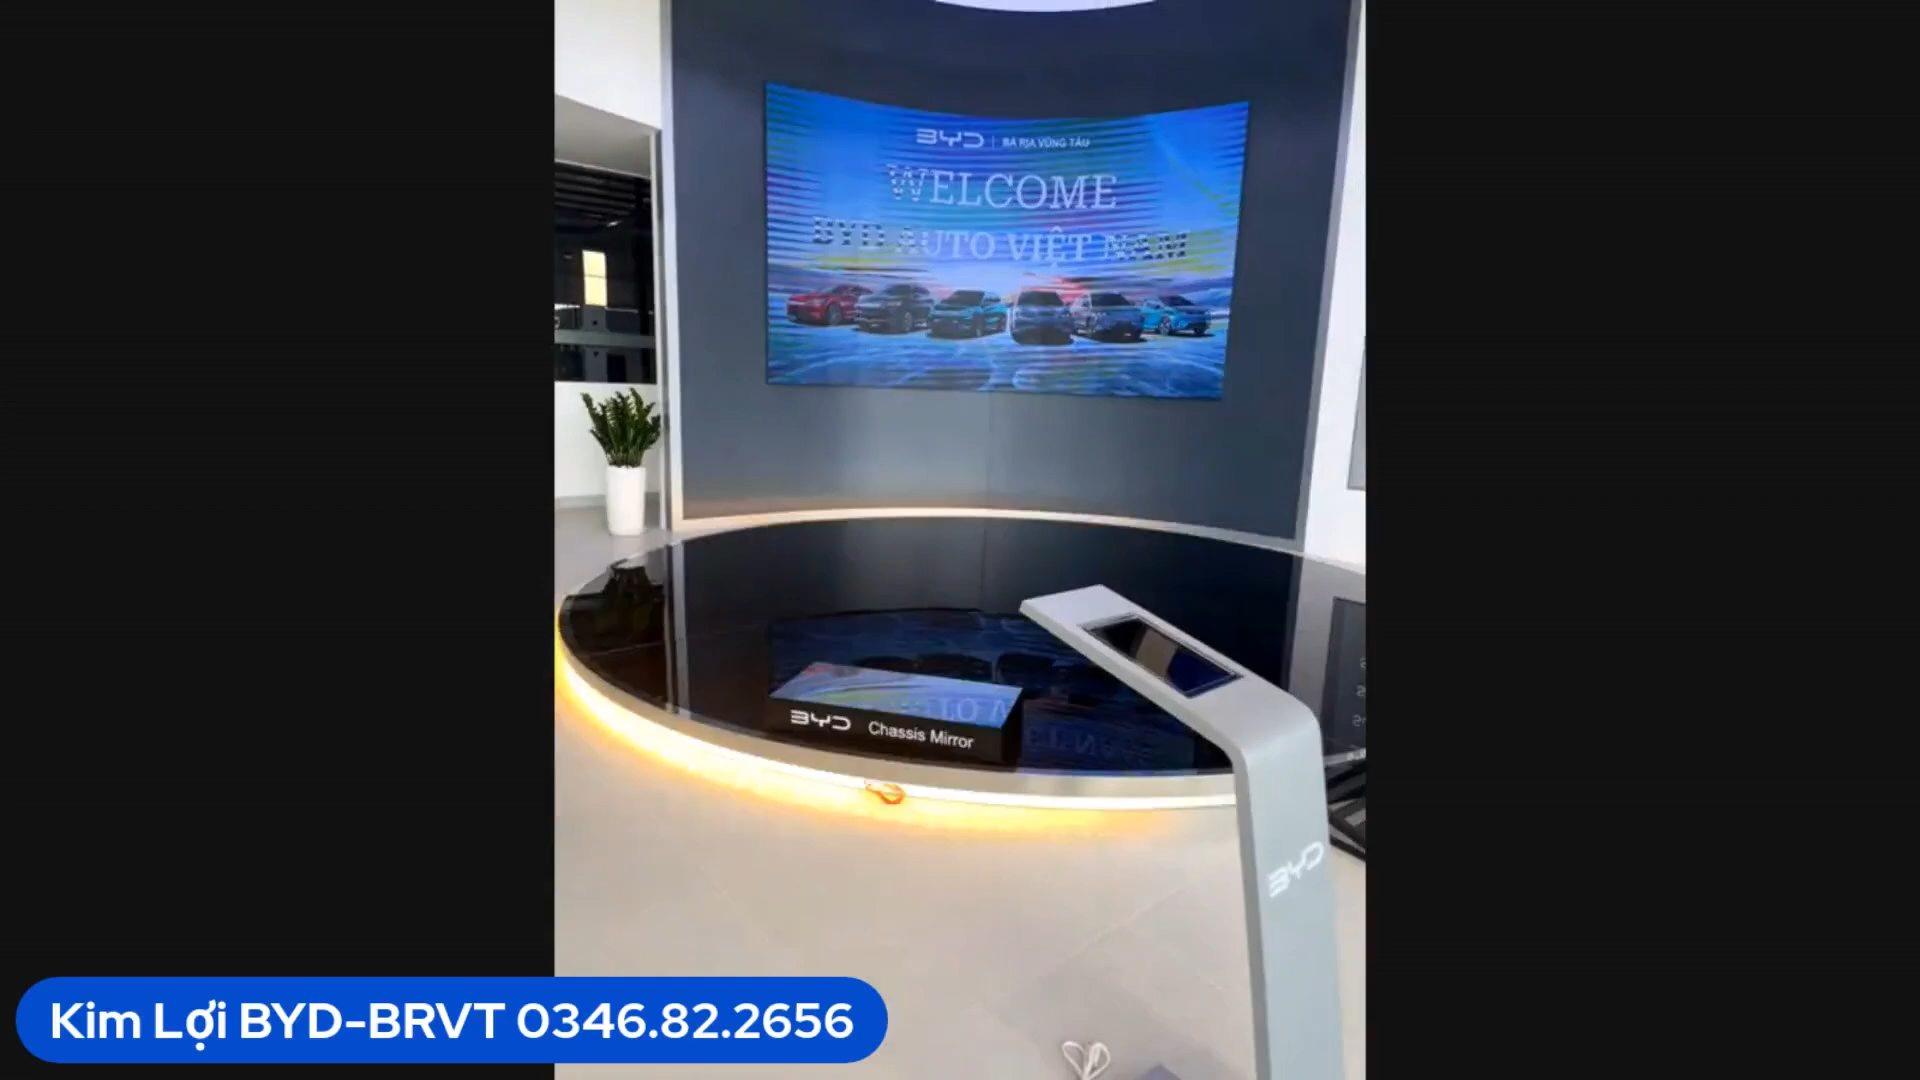 BYD | BÀ RỊA VŨNG TÀU
WELCOME
BYD AUTO VIỆT NAM
BYD Chassis Mirror
BYD
Kim Lợi BYD-BRVT 0346.82.2656